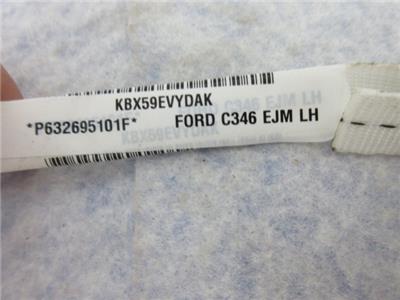 KBX59EVYDAK
*P632695101F* FORD C346 EJM LH